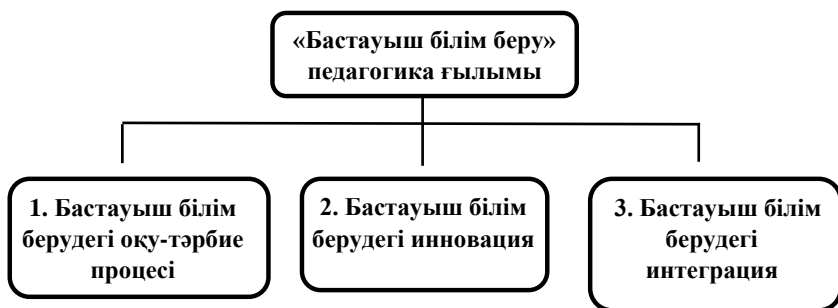 «Бастауыш білім беру»
педагогика ғылымы
1. Бастауыш білім
берудегі оқу-тәрбие
процесі
2. Бастауыш білім
берудегі инновация
3. Бастауыш білім
берудегі
интеграция